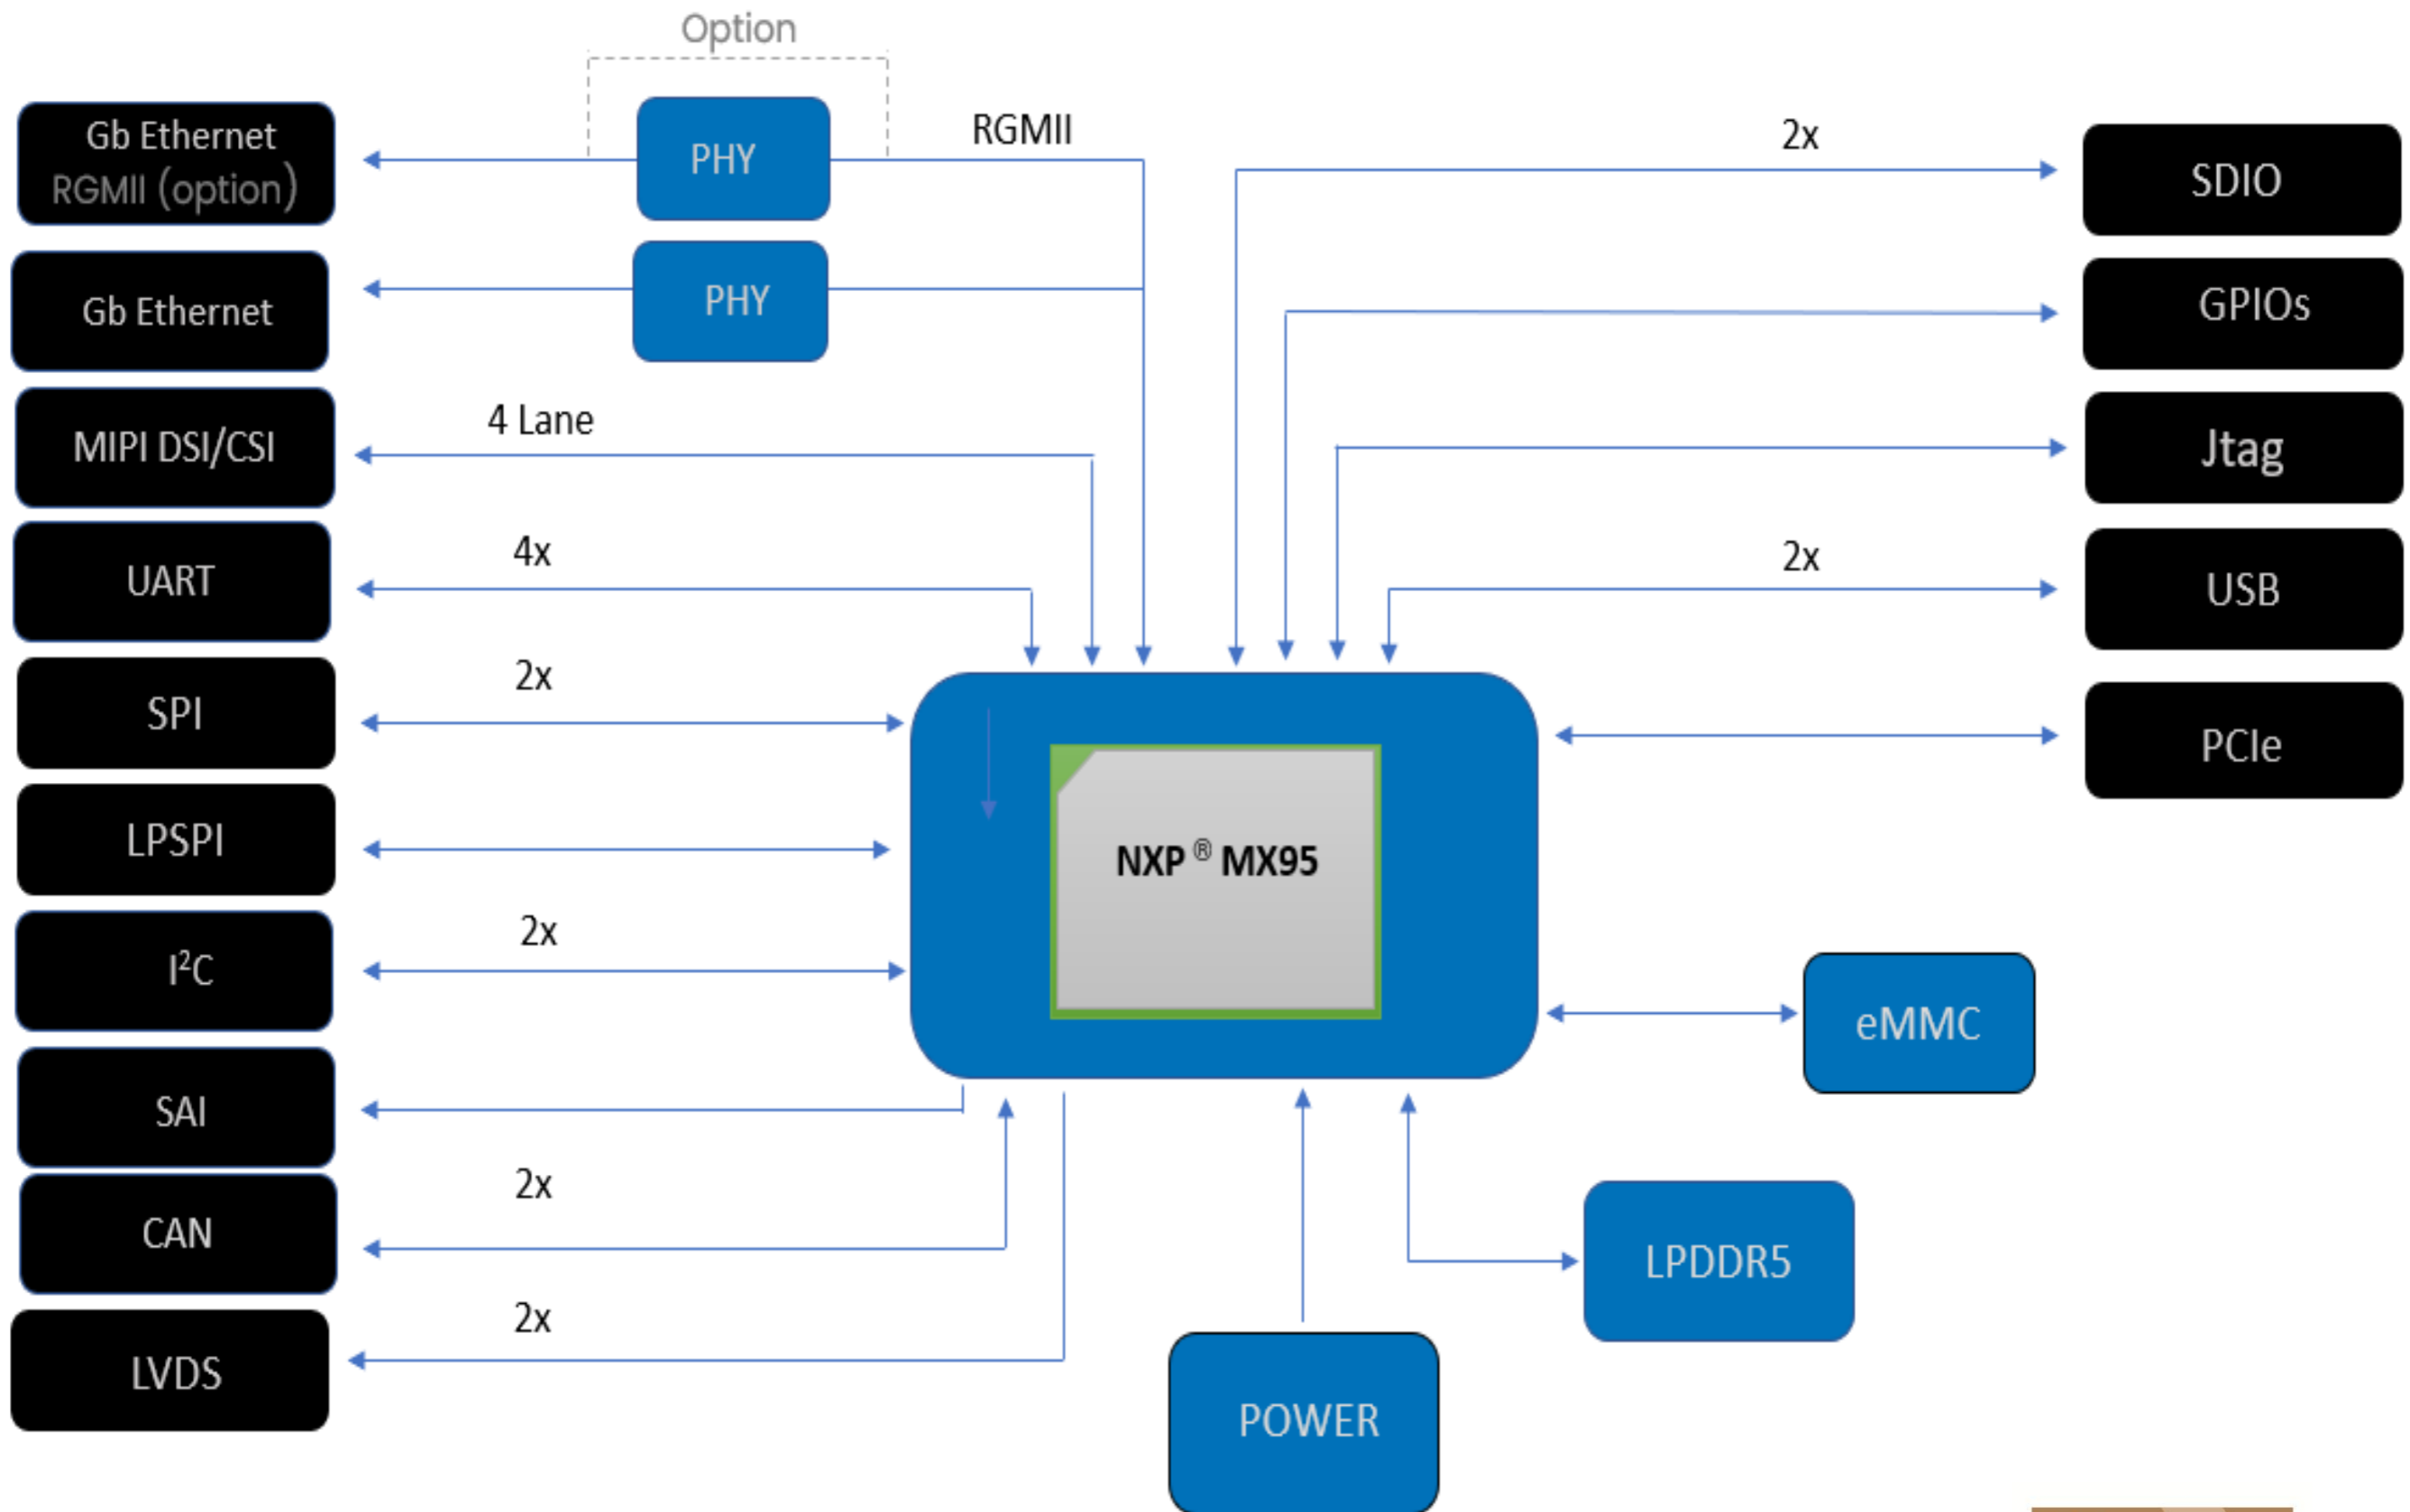 Option
Gb Ethernet
RGMII (option)
PHY
RGMII
2x
SDIO
Gb Ethernet
PHY
GPIOs
4 Lane
MIPI DSI/CSI
Jtag
4x
UART
2x
USB
2x
SPI
PCIe
LPSPI
NXP ® MX95
2x
I²C
eMMC
SAI
2x
CAN
LPDDR5
2x
LVDS
POWER